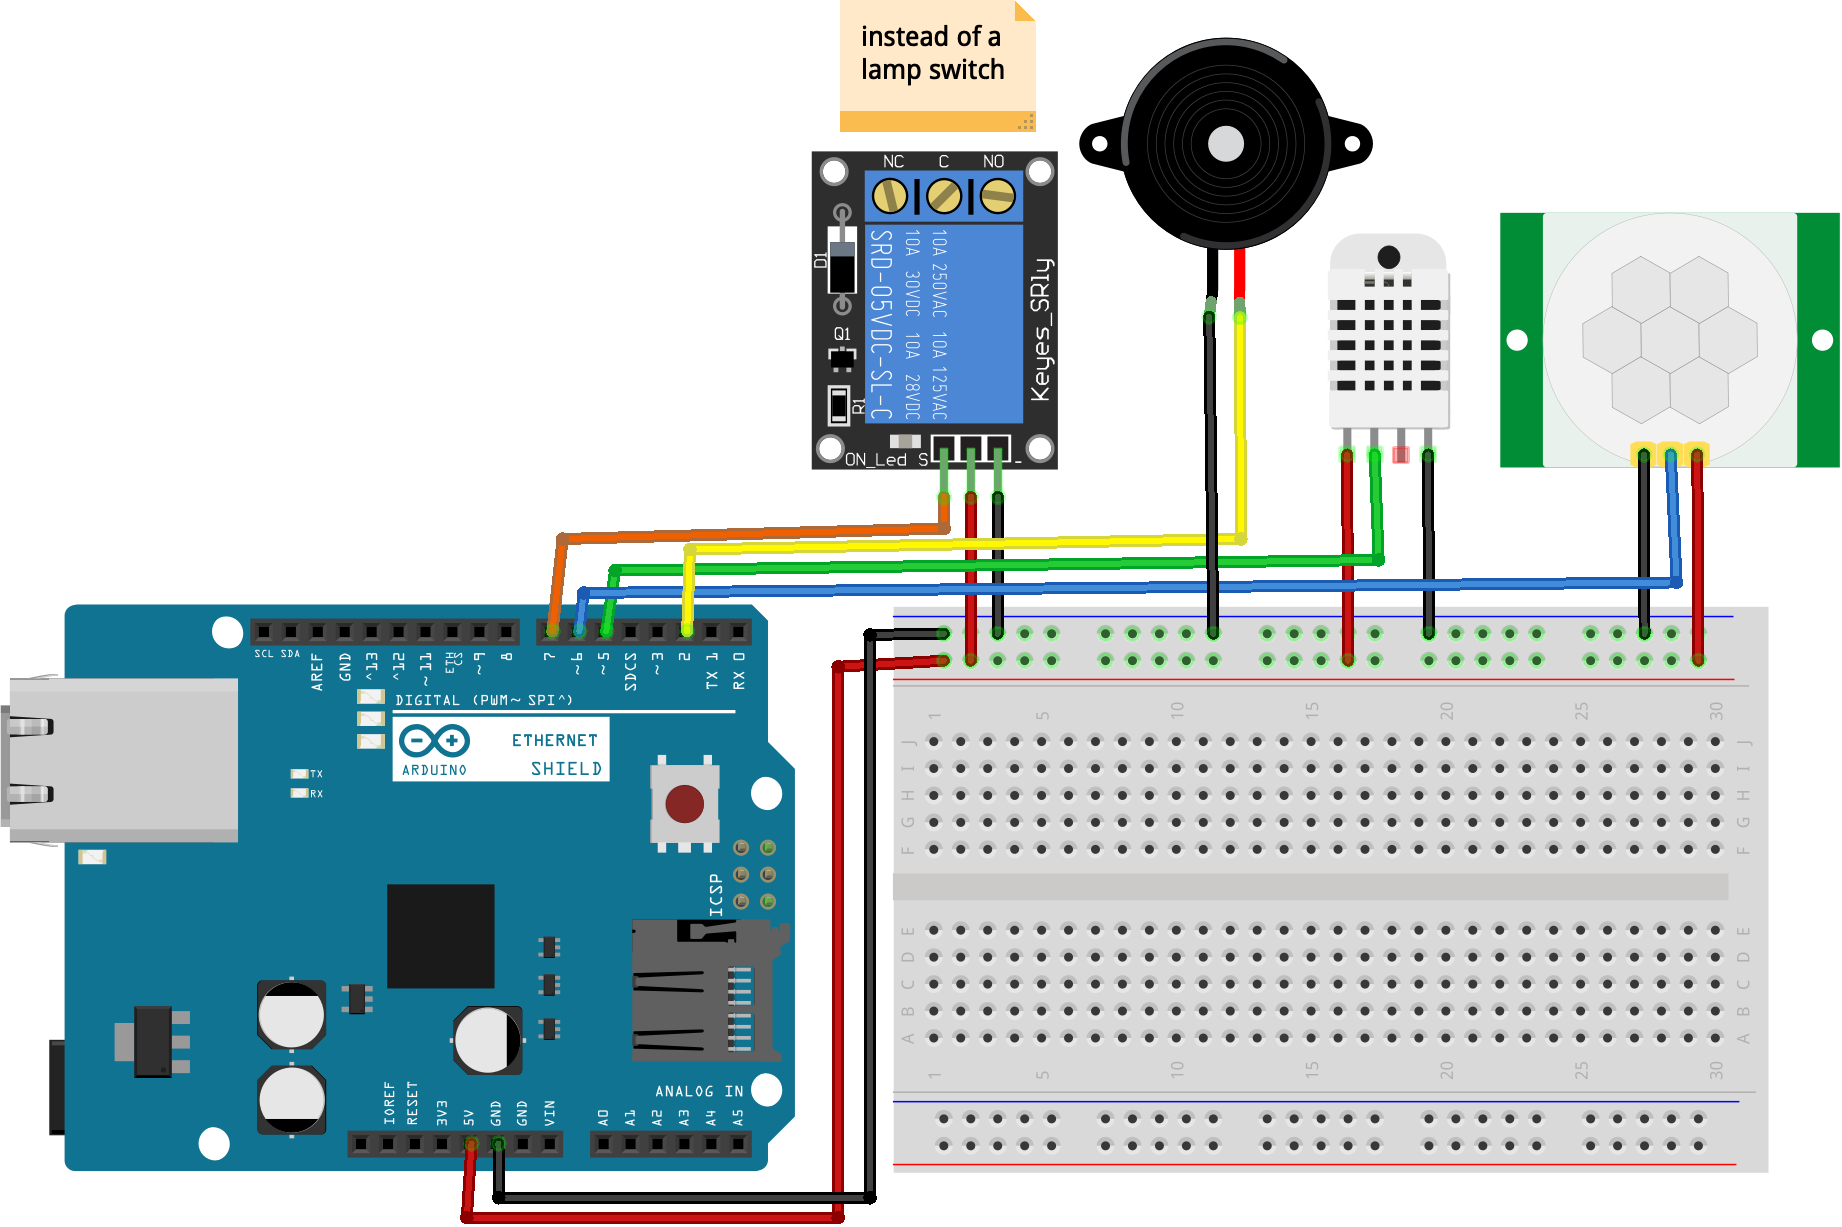 instead of a
lamp switch
NC C NO
D1
Q1
R1
SRD-05VDC-SL-C
10A 30VDC 10A 28VDC
10A 250VAC 10A 125VAC
Keyes_SRly
ON_Led S -
SCL SDA AREF GND ^13 ^12 ~11 ETH CS ~9 8 7 ~6 ~5 SDCS ~3 2 TX 1 RX 0
DIGITAL (PWM~ SPI^)
ARDUINO
ETHERNET
SHIELD
TX
RX
ICSP
ANALOG IN
IOREF RESET 3V3 5V GND GND VIN A0 A1 A2 A3 A4 A5
1 5 10 15 20 25 30
J J
I I
H H
G G
F F
E E
D D
C C
B B
A A
1 5 10 15 20 25 30